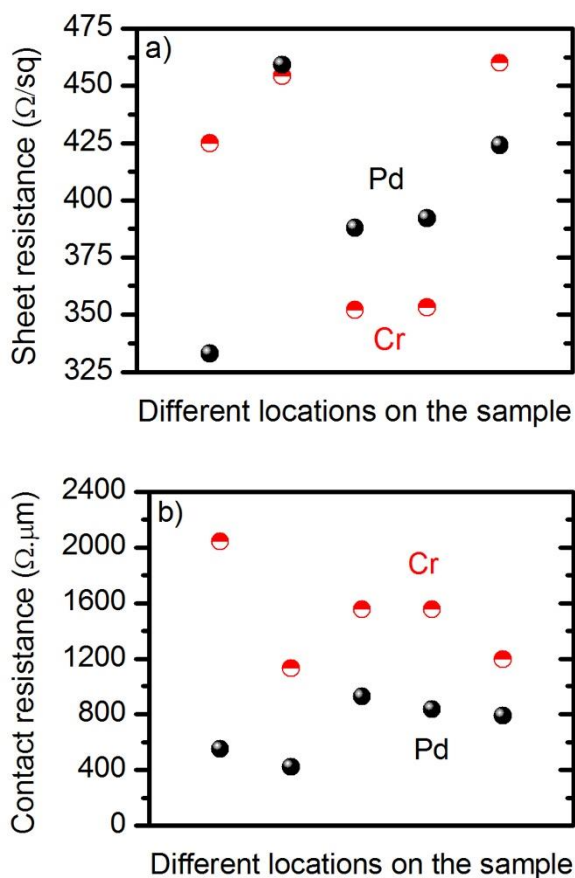 a)
Sheet resistance (Ω/sq)
475
450
425
400
375
350
325
Pd
Cr
Different locations on the sample
b)
Contact resistance (Ω.µm)
2400
2000
1600
1200
800
400
0
Cr
Pd
Different locations on the sample